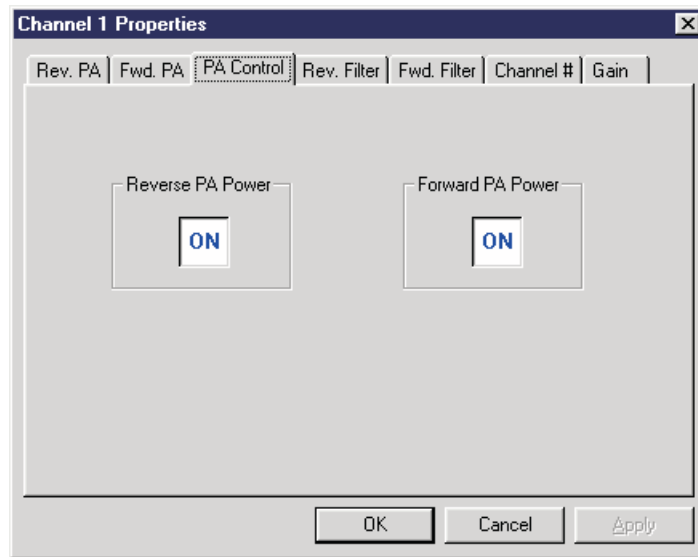 Channel 1 Properties
Rev. PA Fwd. PA PA Control Rev. Filter Fwd. Filter Channel # Gain
Reverse PA Power Forward PA Power
ON ON
OK Cancel Apply